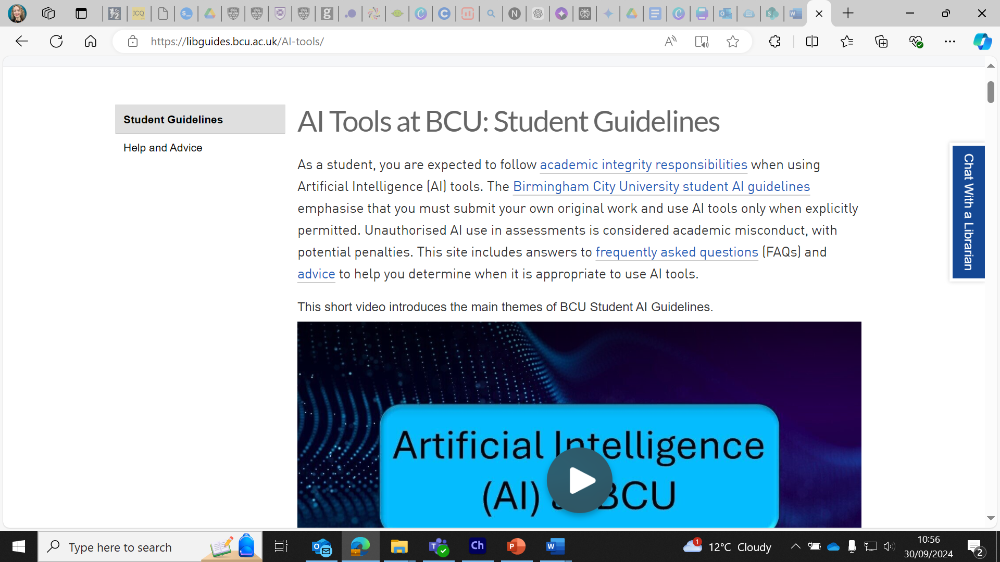 JCQ
https://libguides.bcu.ac.uk/AI-tools/
Student Guidelines
Help and Advice
AI Tools at BCU: Student Guidelines
As a student, you are expected to follow academic integrity responsibilities when using
Artificial Intelligence (AI) tools. The Birmingham City University student AI guidelines
emphasise that you must submit your own original work and use AI tools only when explicitly
permitted. Unauthorised AI use in assessments is considered academic misconduct, with
potential penalties. This site includes answers to frequently asked questions (FAQs) and
advice to help you determine when it is appropriate to use AI tools.
This short video introduces the main themes of BCU Student AI Guidelines.
Artificial Intelligence
(AI) BCU
Chat With a Librarian
Type here to search
Ch
1
12°C Cloudy
10:56
30/09/2024
2